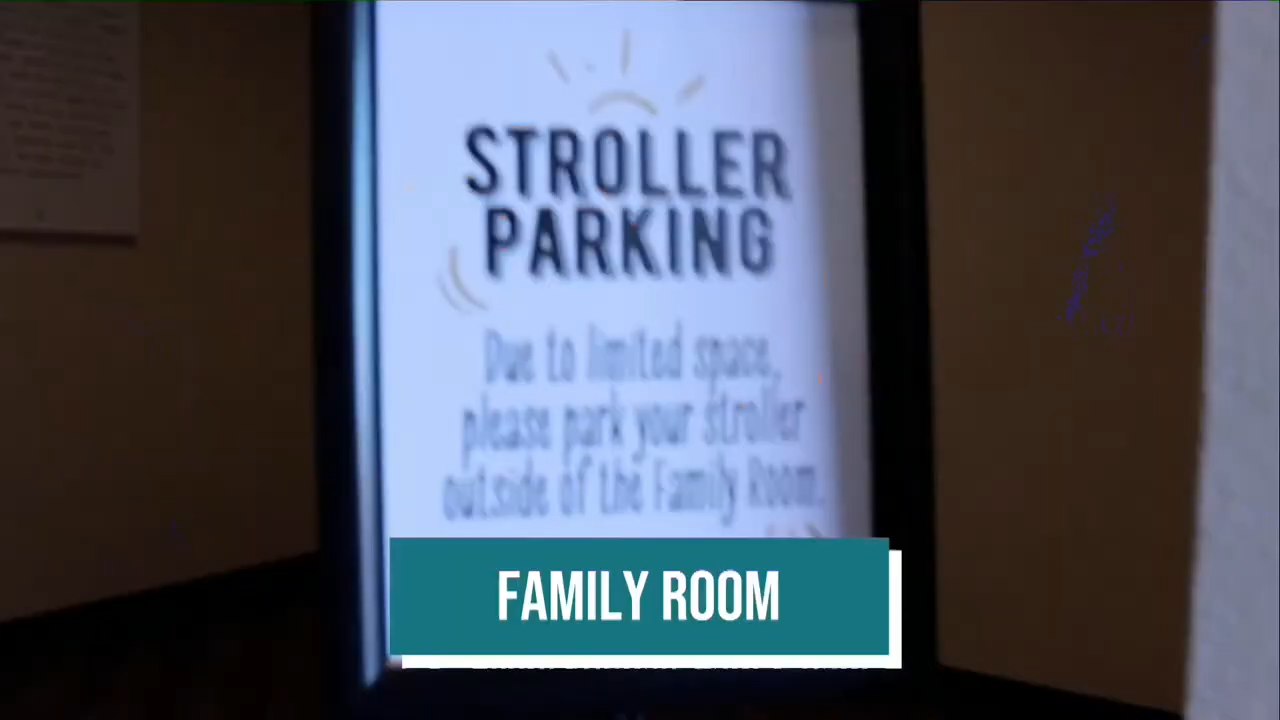 STROLLER
PARKING
Due to limited space,
please park your stroller
outside of the Family Room.
FAMILY ROOM